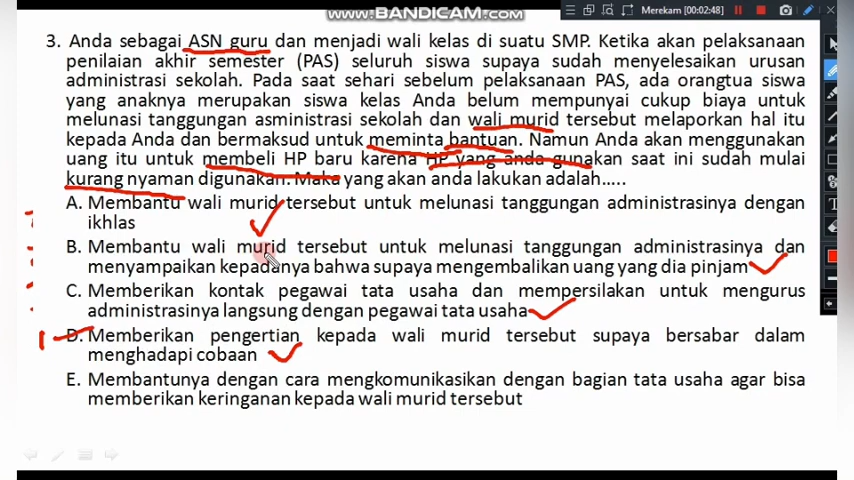 www.BANDICAM.com
Merekam [00:02:48]
3. Anda sebagai ASN guru dan menjadi wali kelas di suatu SMP. Ketika akan pelaksanaan
penilaian akhir semester (PAS) seluruh siswa supaya sudah menyelesaikan urusan
administrasi sekolah. Pada saat sehari sebelum pelaksanaan PAS, ada orangtua siswa
yang anaknya merupakan siswa kelas Anda belum mempunyai cukup biaya untuk
melunasi tanggungan asministrasi sekolah dan wali murid tersebut melaporkan hal itu
kepada Anda dan bermaksud untuk meminta bantuan. Namun Anda akan menggunakan
uang itu untuk membeli HP baru karena HP yang anda gunakan saat ini sudah mulai
kurang nyaman digunakan. Maka yang akan anda lakukan adalah.....
A. Membantu wali murid tersebut untuk melunasi tanggungan administrasinya dengan
ikhlas
B. Membantu wali murid tersebut untuk melunasi tanggungan administrasinya dan
menyampaikan kepadanya bahwa supaya mengembalikan uang yang dia pinjam
C. Memberikan kontak pegawai tata usaha dan mempersilakan untuk mengurus
administrasinya langsung dengan pegawai tata usaha
1 D. Memberikan pengertian kepada wali murid tersebut supaya bersabar dalam
menghadapi cobaan
E. Membantunya dengan cara mengkomunikasikan dengan bagian tata usaha agar bisa
memberikan keringanan kepada wali murid tersebut